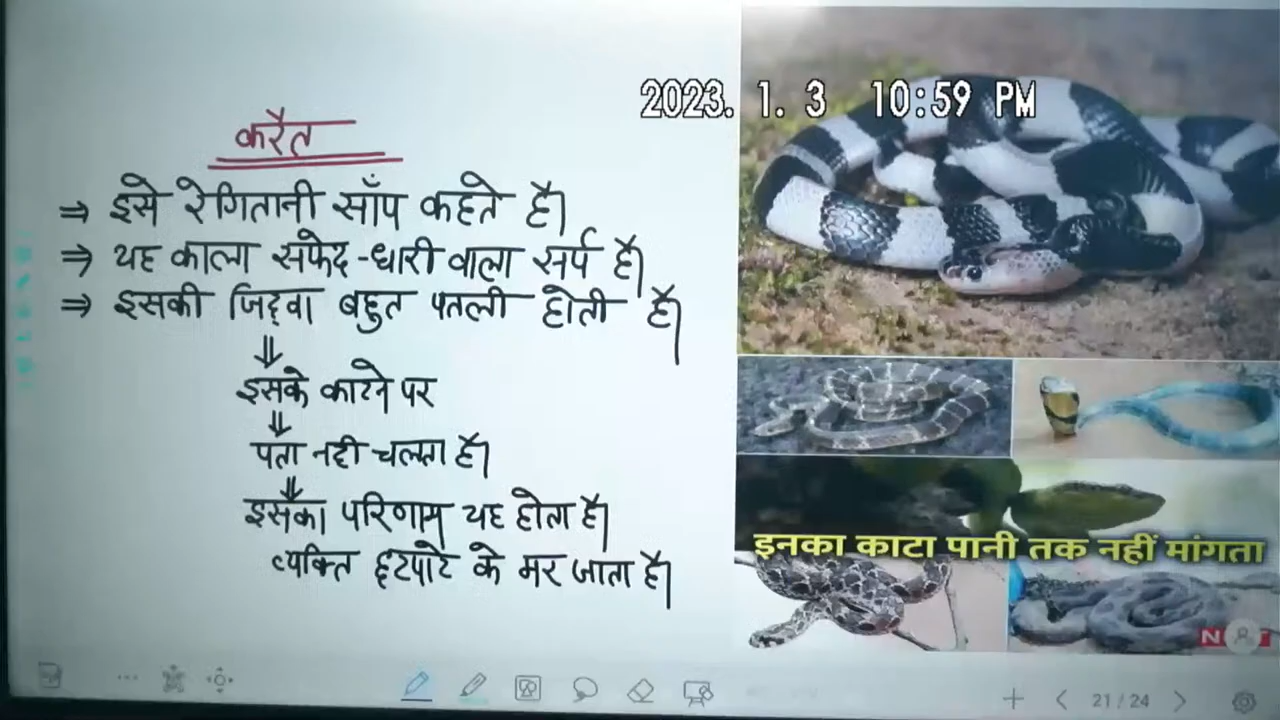 2023. 1. 3 10:59 PM
करैत
⇒ इसे रेगितानी साँप कहते है।
⇒ यह काला सफेद-धारी वाला सर्प है।
⇒ इसकी जिह्वा बहुत पतली होती है।
⇓
इसके काटने पर
⇓
पता नही चलता है।
⇓
इसका परिणाम यह होता है।
व्यक्ति हटपाटे के मर जाता है।
इनका काटा पानी तक नहीं मांगता
21 / 24